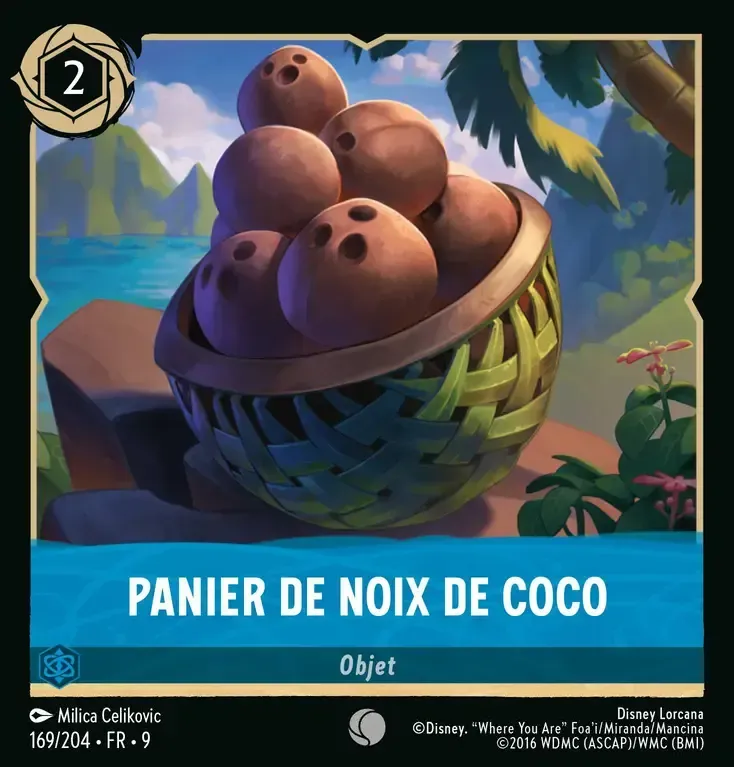 2
PANIER DE NOIX DE COCO
Objet
Milica Celikovic
169/204 • FR • 9
Disney Lorcana
©Disney. “Where You Are” Foa'i/Miranda/Mancina
©2016 WDMC (ASCAP)/WMC (BMI)